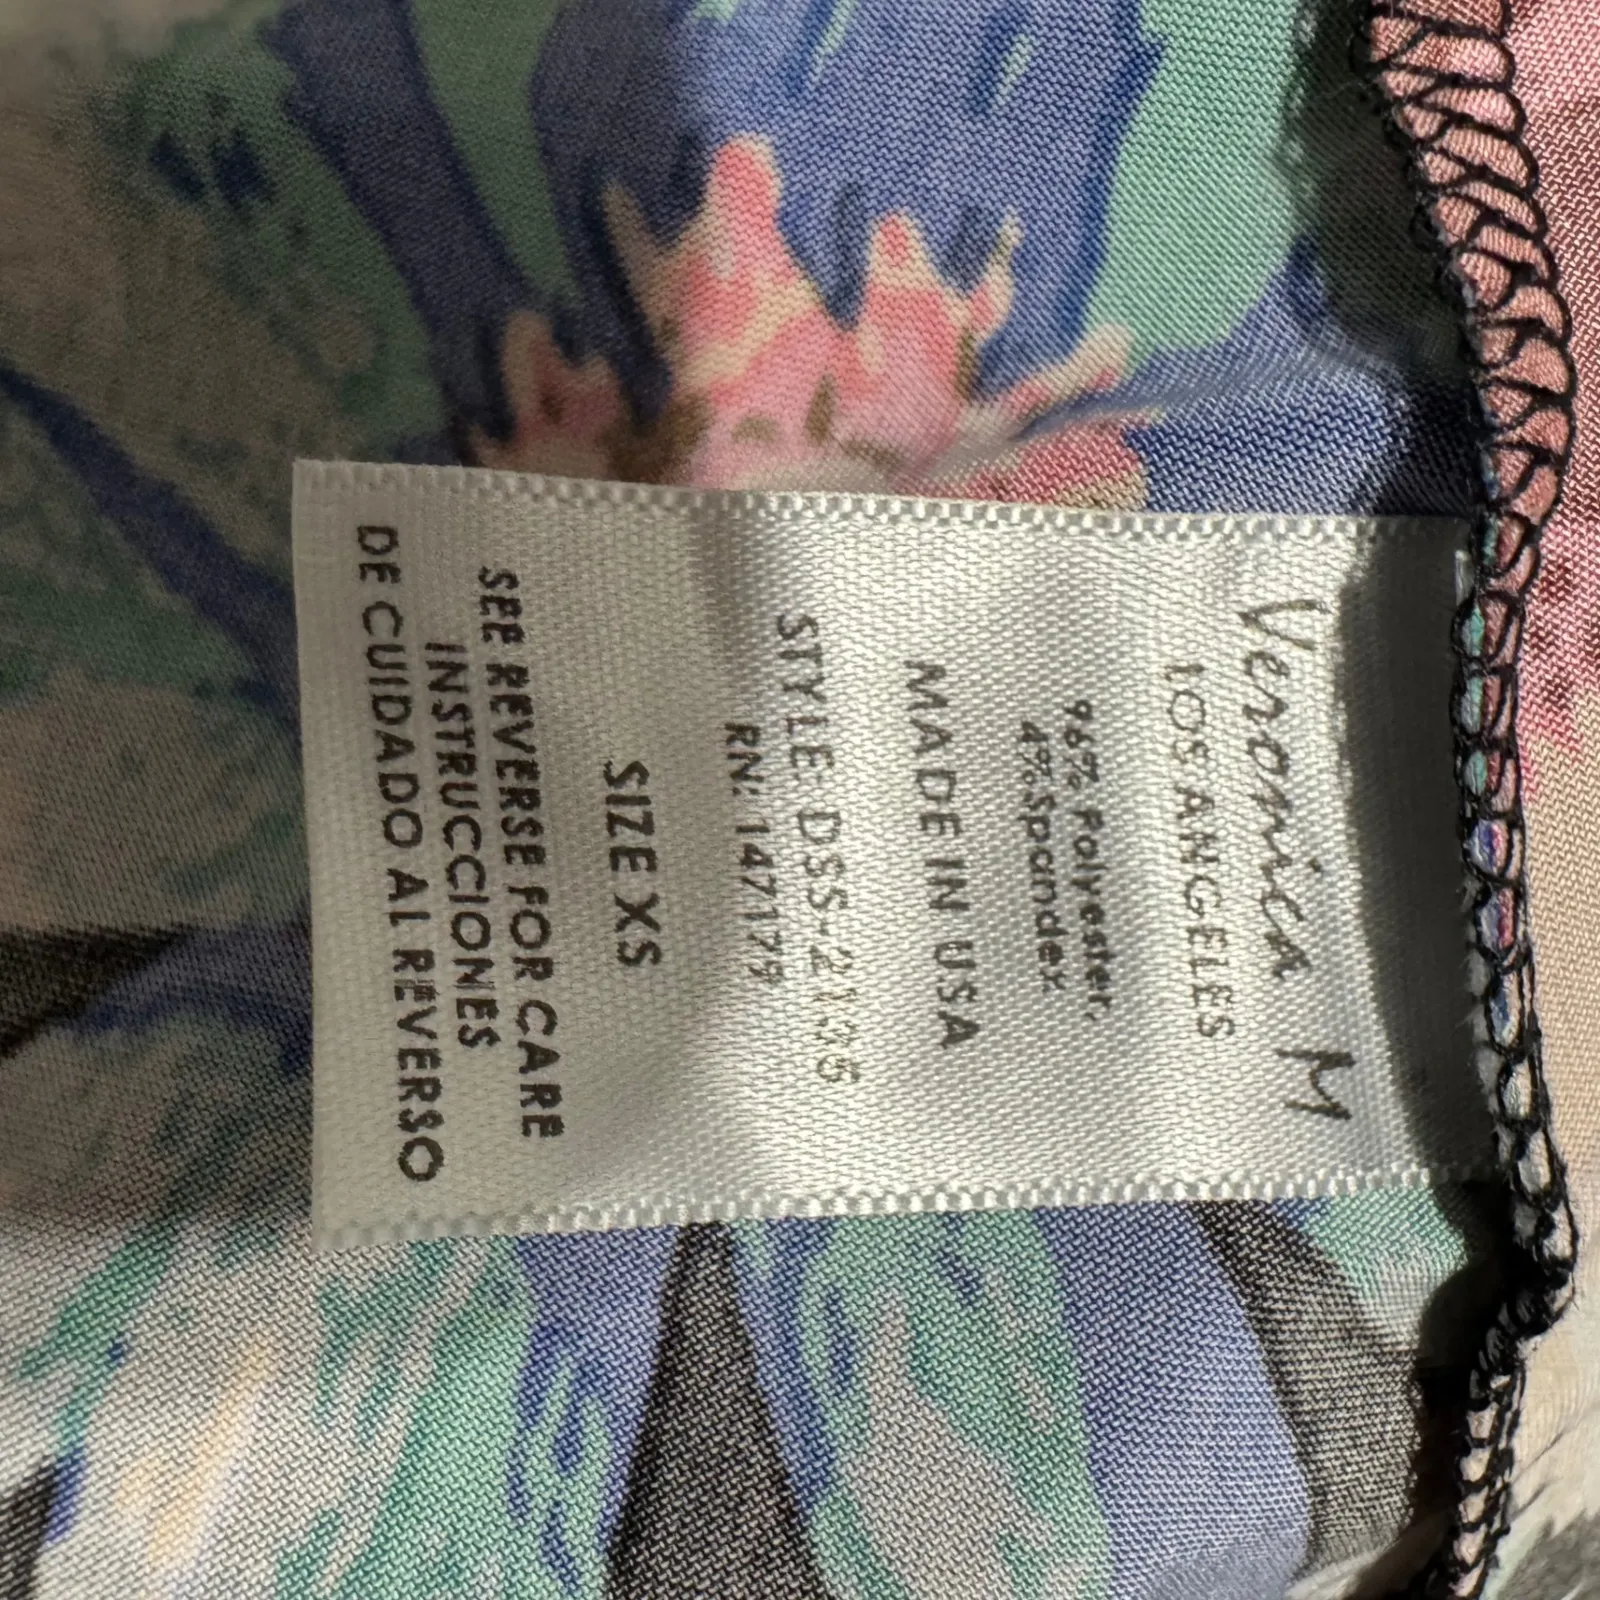 Veronica M
LOS ANGELES
96% Polyester,
4% Spandex
MADE IN USA
STYLE: DSS-2136
RN: 147179
SIZE XS
SEE REVERSE FOR CARE
INSTRUCCIONES
DE CUIDADO AL REVERSO